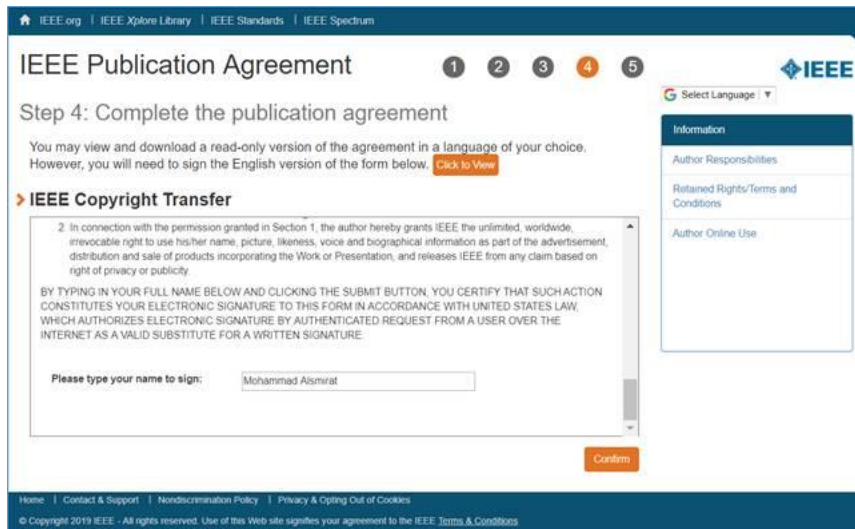 IEEE.org | IEEE Xplore Library | IEEE Standards | IEEE Spectrum
IEEE Publication Agreement
1 2 3 4 5
IEEE
Select Language
Step 4: Complete the publication agreement
You may view and download a read-only version of the agreement in a language of your choice.
However, you will need to sign the English version of the form below. Click to View
IEEE Copyright Transfer
2. In connection with the permission granted in Section 1, the author hereby grants IEEE the unlimited, worldwide,
irrevocable right to use his/her name, picture, likeness, voice and biographical information as part of the advertisement,
distribution and sale of products incorporating the Work or Presentation, and releases IEEE from any claim based on
right of privacy or publicity.
BY TYPING IN YOUR FULL NAME BELOW AND CLICKING THE SUBMIT BUTTON, YOU CERTIFY THAT SUCH ACTION
CONSTITUTES YOUR ELECTRONIC SIGNATURE TO THIS FORM IN ACCORDANCE WITH UNITED STATES LAW,
WHICH AUTHORIZES ELECTRONIC SIGNATURE BY AUTHENTICATED REQUEST FROM A USER OVER THE
INTERNET AS A VALID SUBSTITUTE FOR A WRITTEN SIGNATURE.
Please type your name to sign: Mohammad Alsmirat
Confirm
Information
Author Responsibilities
Retained Rights/Terms and
Conditions
Author Online Use
Home | Contact & Support | Nondiscrimination Policy | Privacy & Opting Out of Cookies
© Copyright 2019 IEEE - All rights reserved. Use of this Web site signifies your agreement to the IEEE Terms & Conditions